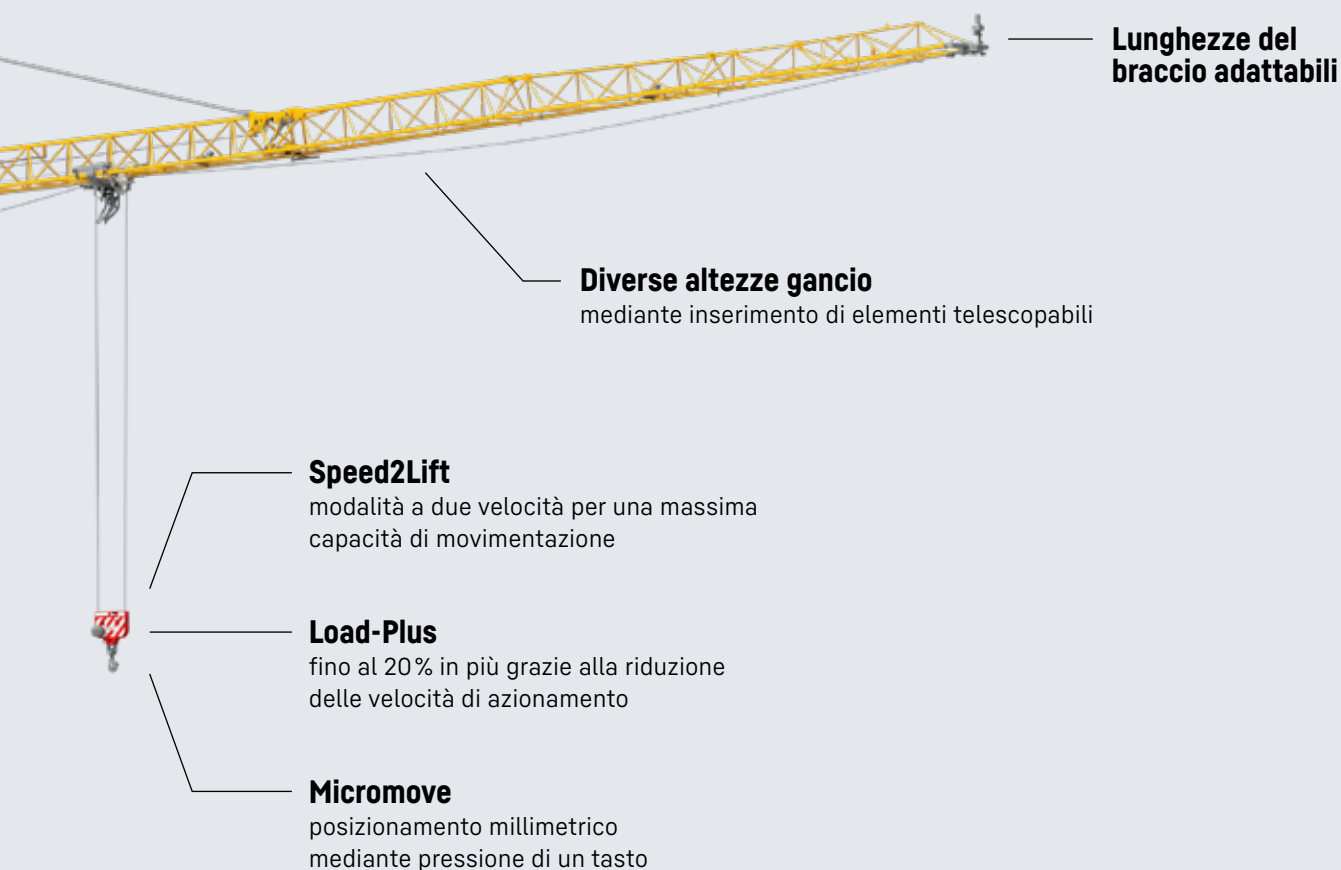 Lunghezze del
braccio adattabili
Diverse altezze gancio
mediante inserimento di elementi telescopabili
Speed2Lift
modalità a due velocità per una massima
capacità di movimentazione
Load-Plus
fino al 20 % in più grazie alla riduzione
delle velocità di azionamento
Micromove
posizionamento millimetrico
mediante pressione di un tasto